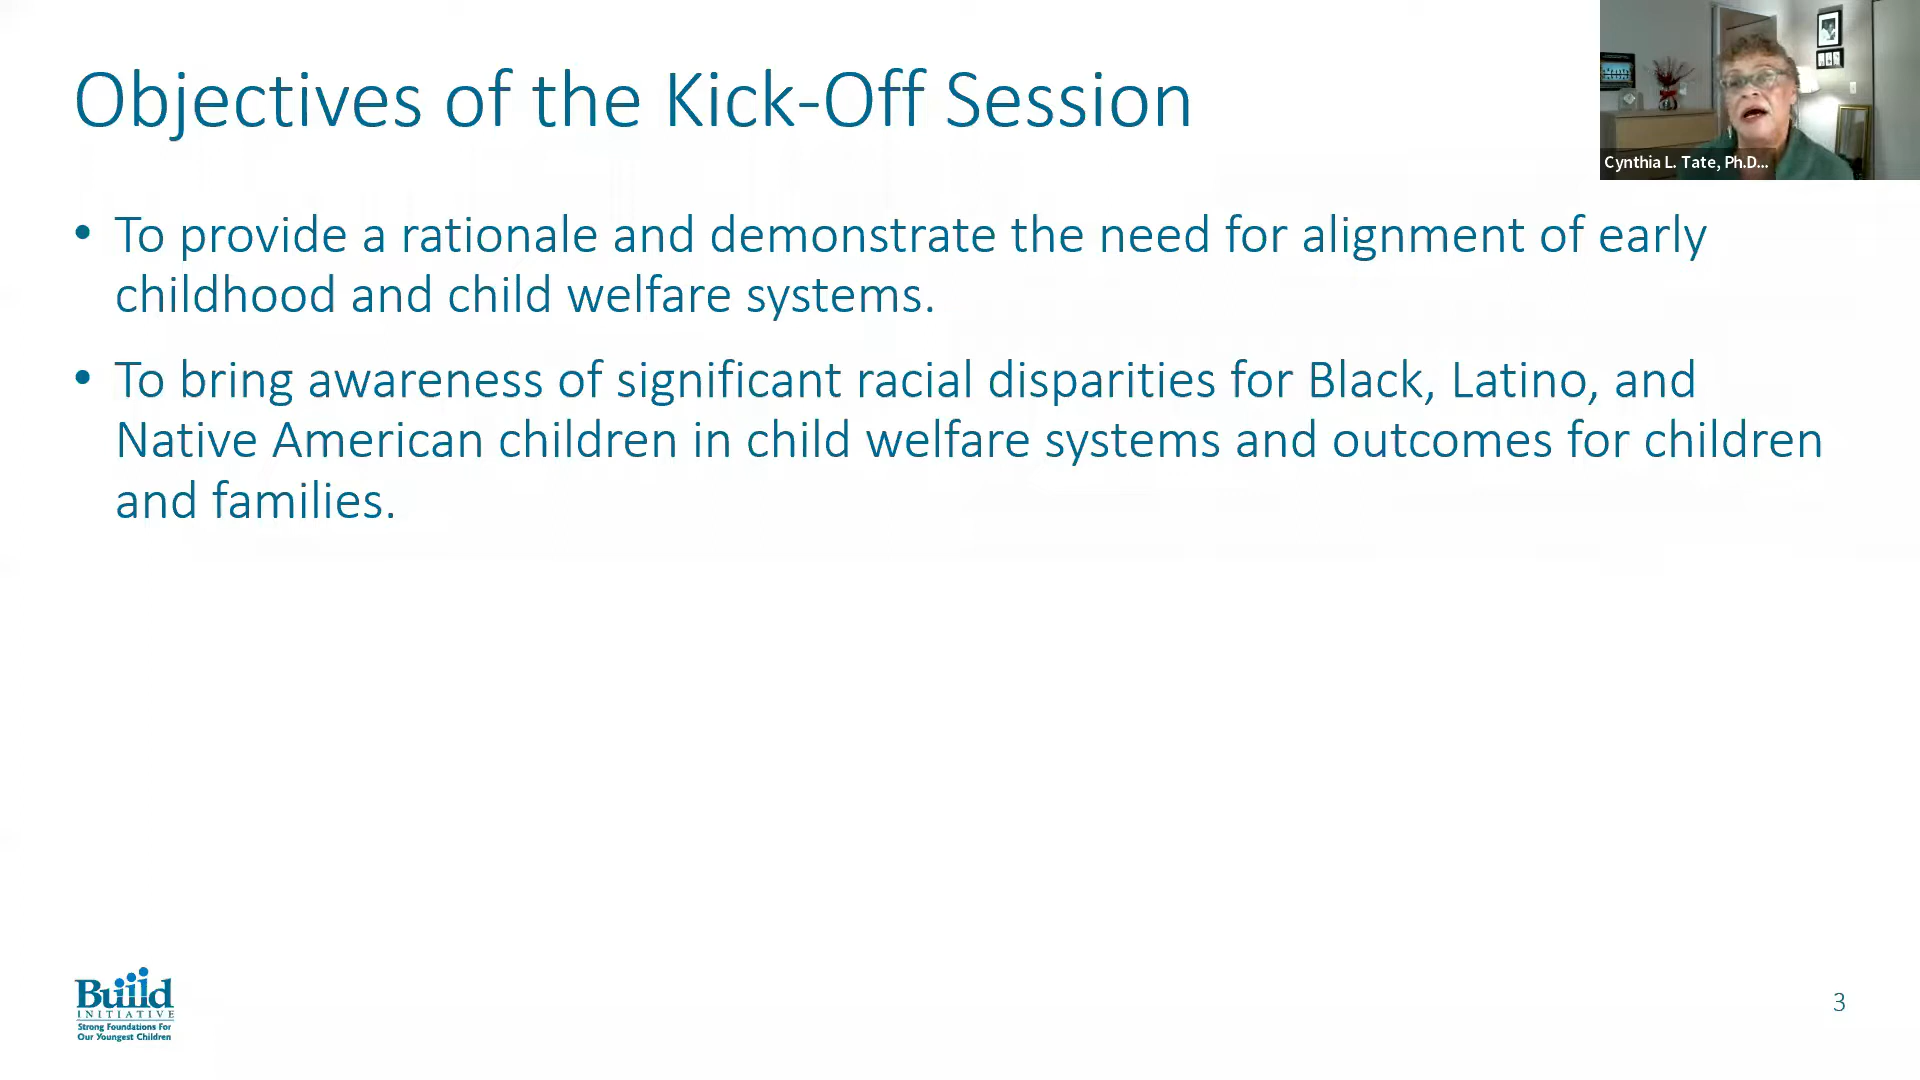 Objectives of the Kick-Off Session
Cynthia L. Tate, Ph.D...
• To provide a rationale and demonstrate the need for alignment of early
childhood and child welfare systems.
• To bring awareness of significant racial disparities for Black, Latino, and
Native American children in child welfare systems and outcomes for children
and families.
Build
INITIATIVE
Strong Foundations For
Our Youngest Children
3